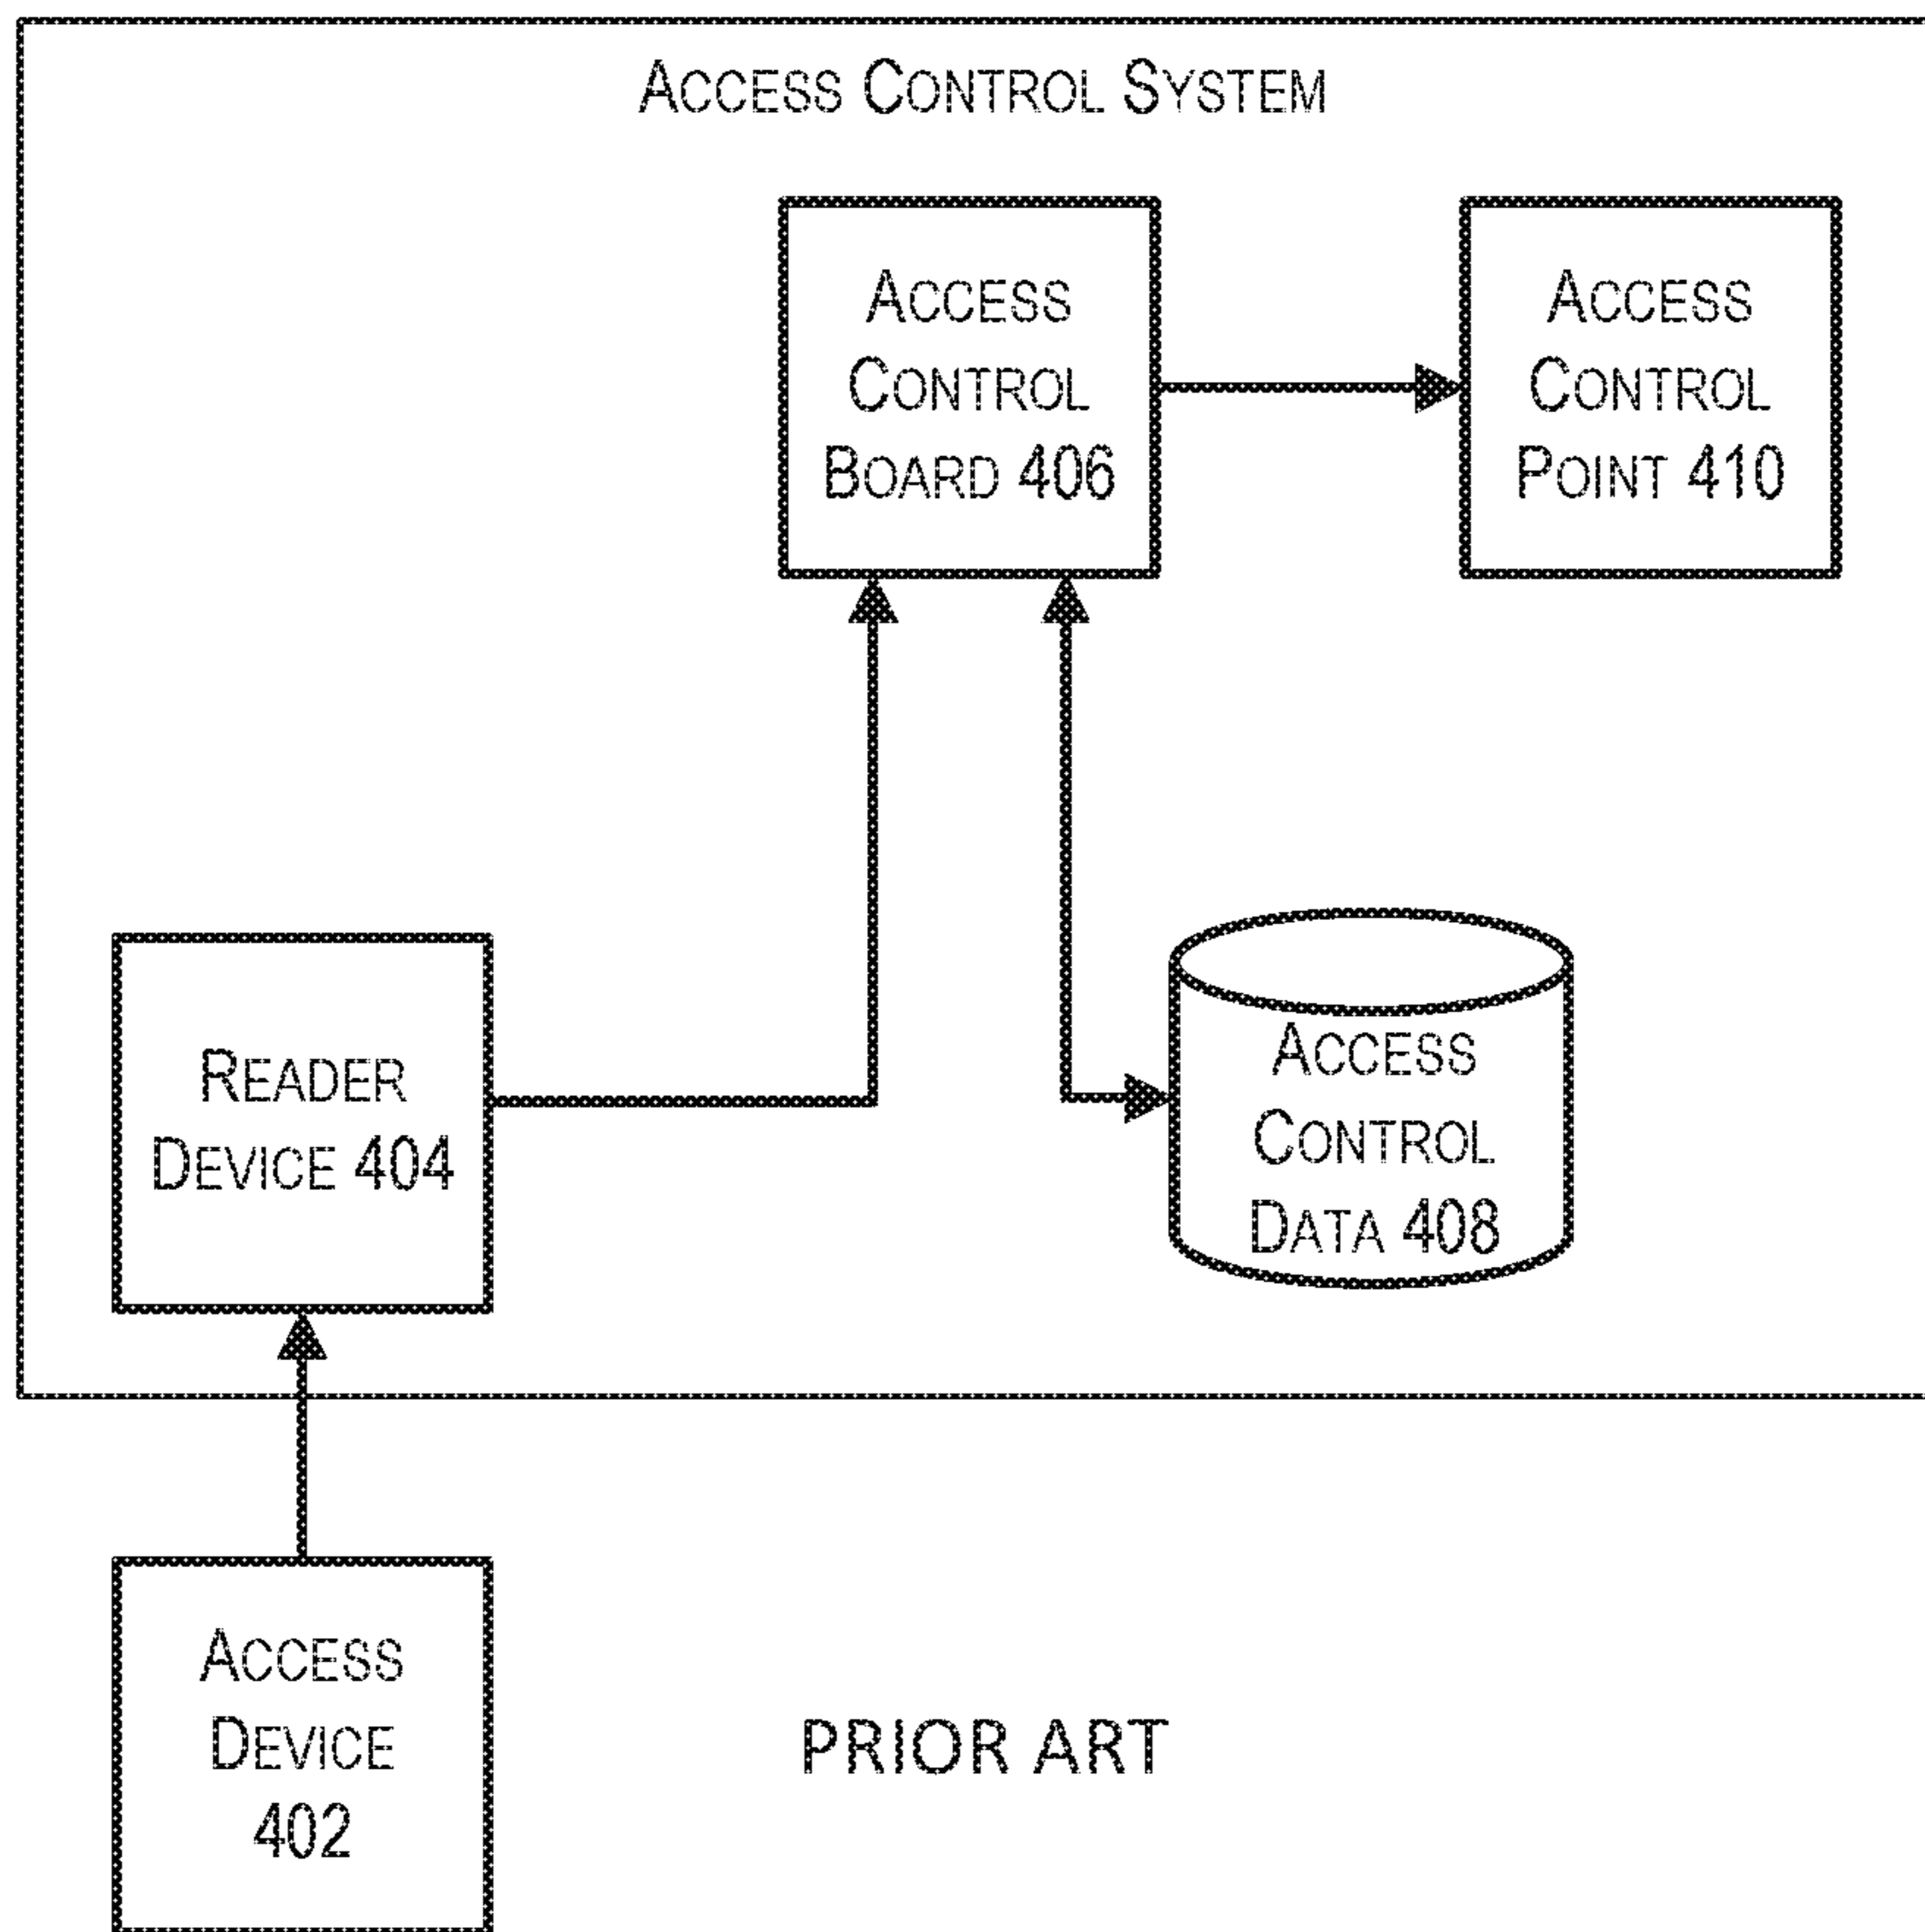 ACCESS CONTROL SYSTEM
ACCESS
CONTROL
BOARD 406
ACCESS
CONTROL
POINT 410
READER
DEVICE 404
ACCESS
CONTROL
DATA 408
ACCESS
DEVICE
402
PRIOR ART